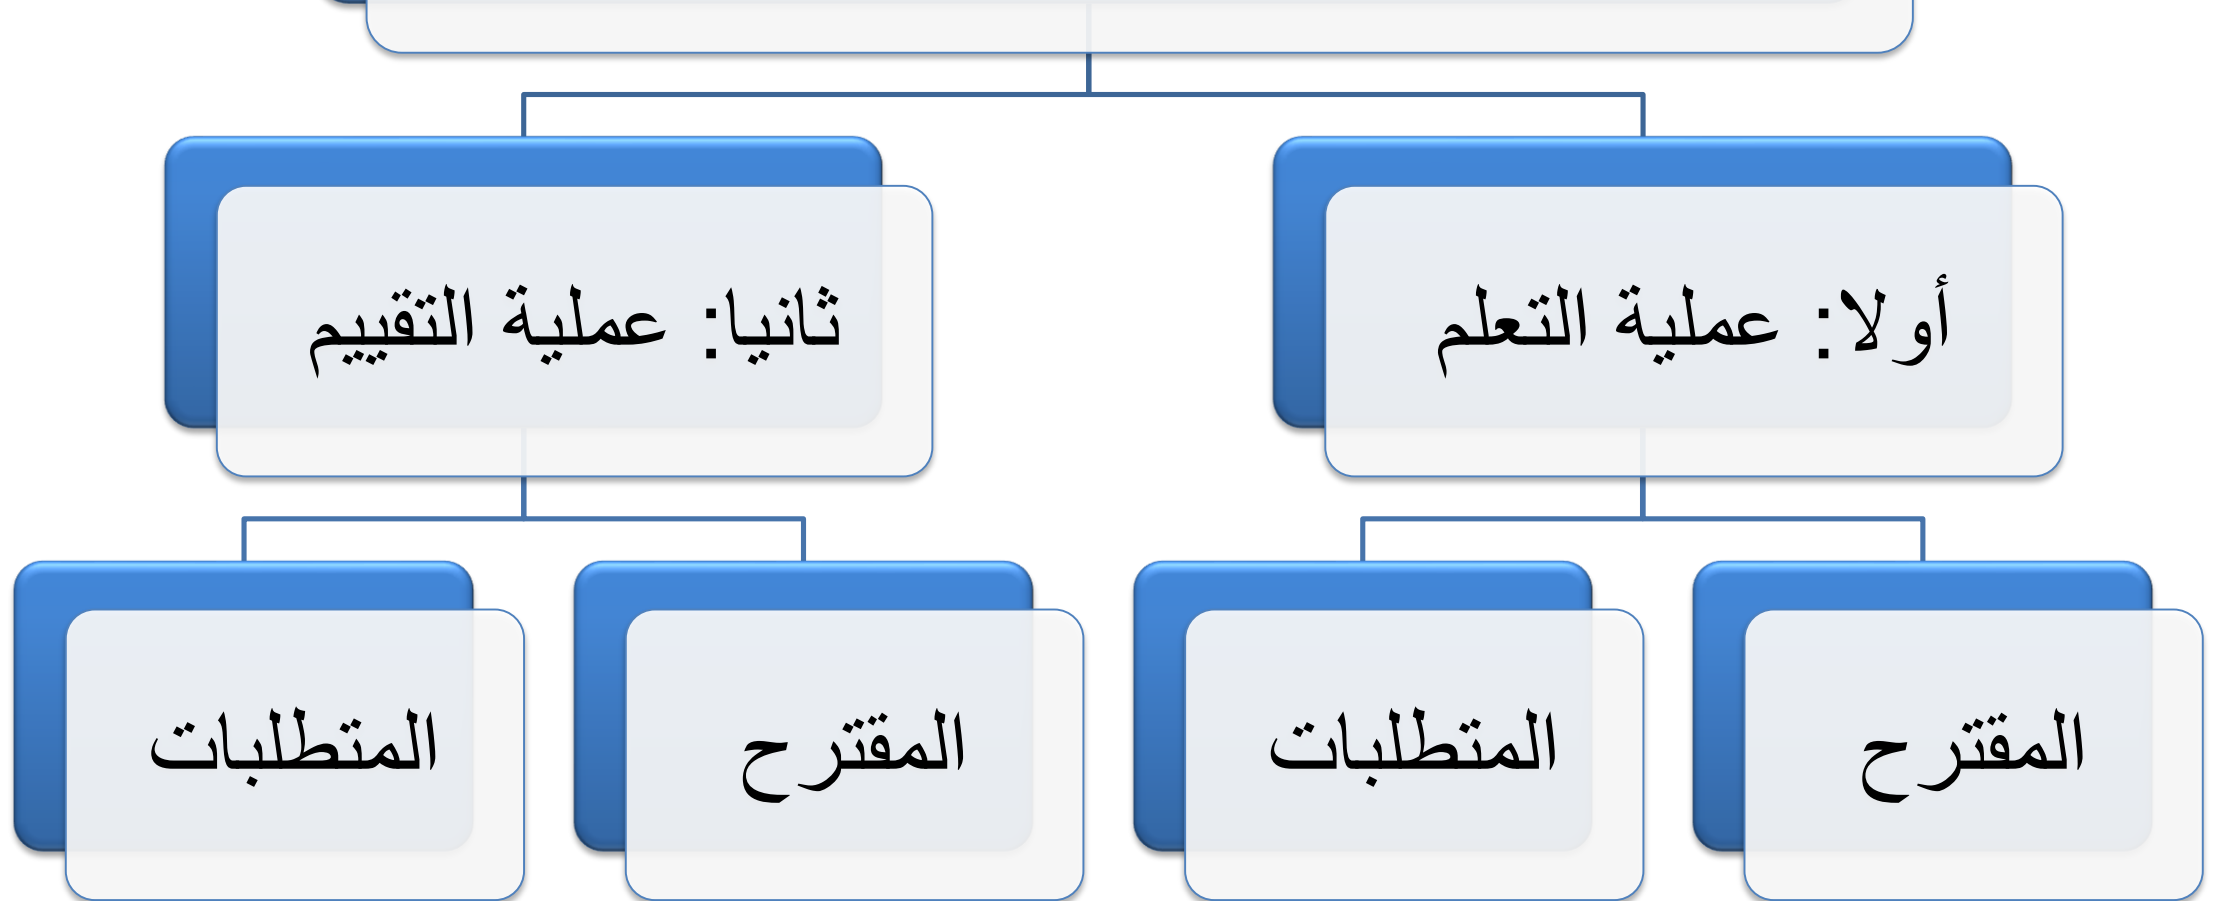 أولا: عملية التعلم
ثانيا: عملية التقييم
المقترح
المتطلبات
المقترح
المتطلبات